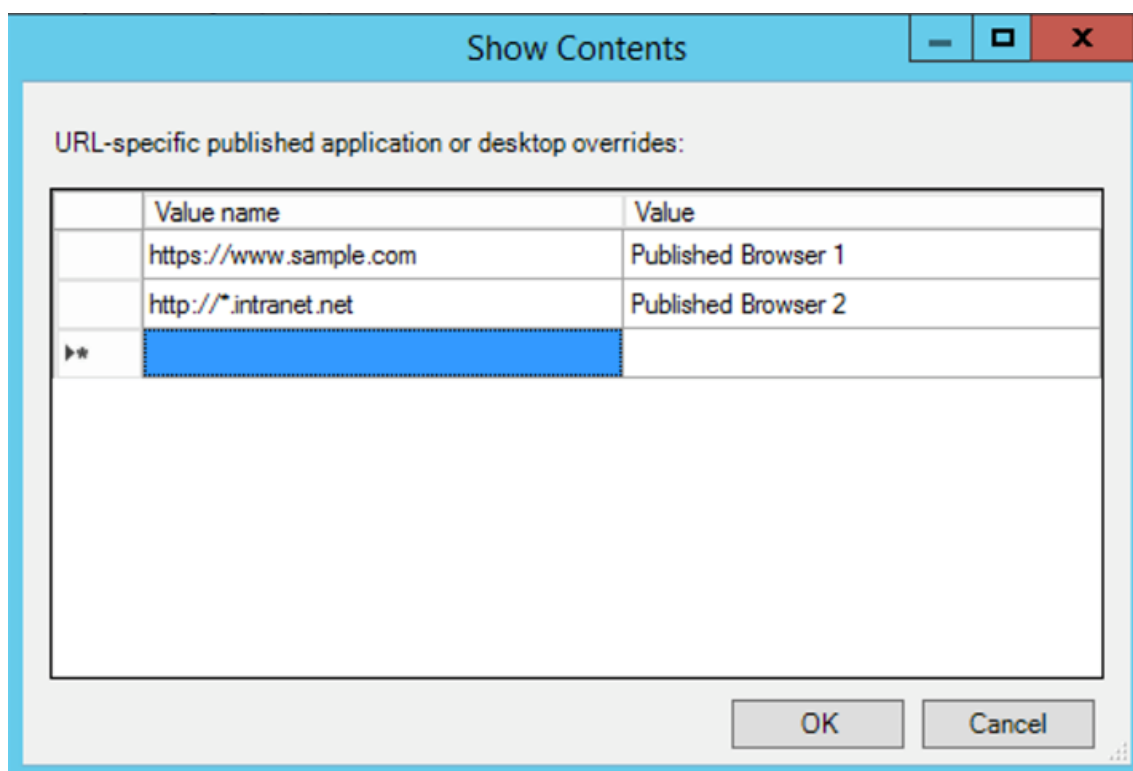 Show Contents
URL-specific published application or desktop overrides:
Value name Value
https://www.sample.com Published Browser 1
http://*.intranet.net Published Browser 2
OK Cancel